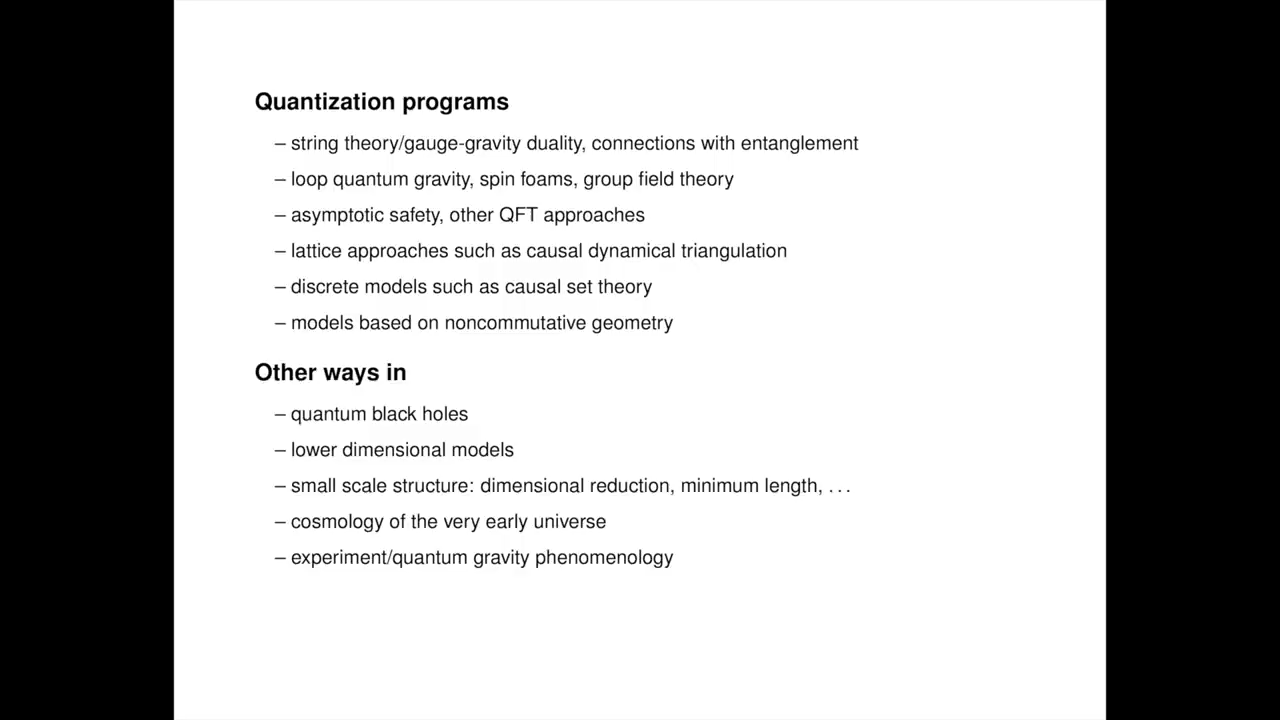 Quantization programs
– string theory/gauge-gravity duality, connections with entanglement
– loop quantum gravity, spin foams, group field theory
– asymptotic safety, other QFT approaches
– lattice approaches such as causal dynamical triangulation
– discrete models such as causal set theory
– models based on noncommutative geometry
Other ways in
– quantum black holes
– lower dimensional models
– small scale structure: dimensional reduction, minimum length, . . .
– cosmology of the very early universe
– experiment/quantum gravity phenomenology